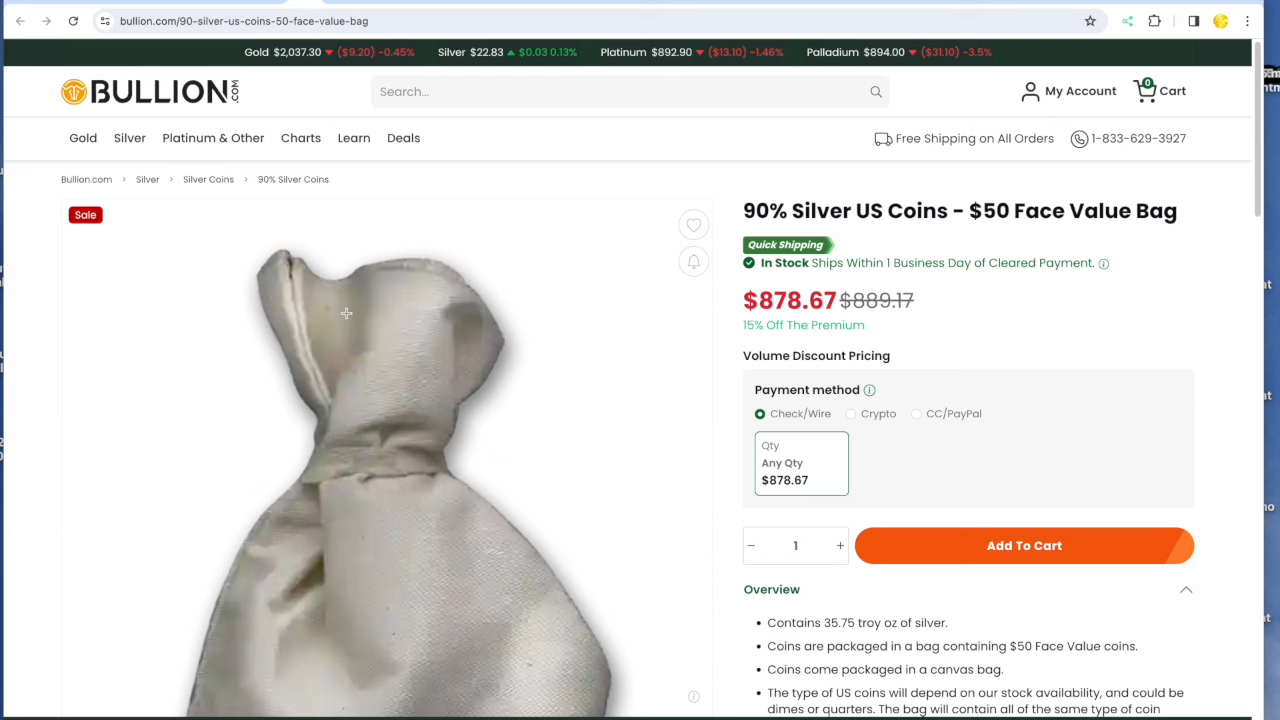 bullion.com/90-silver-us-coins-50-face-value-bag
Gold $2,037.30 ▼ ($9.20) -0.45% Silver $22.83 ▲ $0.03 0.13% Platinum $892.90 ▼ ($13.10) -1.46% Palladium $894.00 ▼ ($31.10) -3.5%
BULLION.COM
Search...
My Account
0
Cart
Gold Silver Platinum & Other Charts Learn Deals
Free Shipping on All Orders
1-833-629-3927
Bullion.com > Silver > Silver Coins > 90% Silver Coins
Sale
90% Silver US Coins - $50 Face Value Bag
Quick Shipping
In Stock Ships Within 1 Business Day of Cleared Payment.
$878.67 $889.17
15% Off The Premium
Volume Discount Pricing
Payment method
Check/Wire Crypto CC/PayPal
Qty
Any Qty
$878.67
− 1 +
Add To Cart
Overview
• Contains 35.75 troy oz of silver.
• Coins are packaged in a bag containing $50 Face Value coins.
• Coins come packaged in a canvas bag.
• The type of US coins will depend on our stock availability, and could be
dimes or quarters. The bag will contain all of the same type of coin